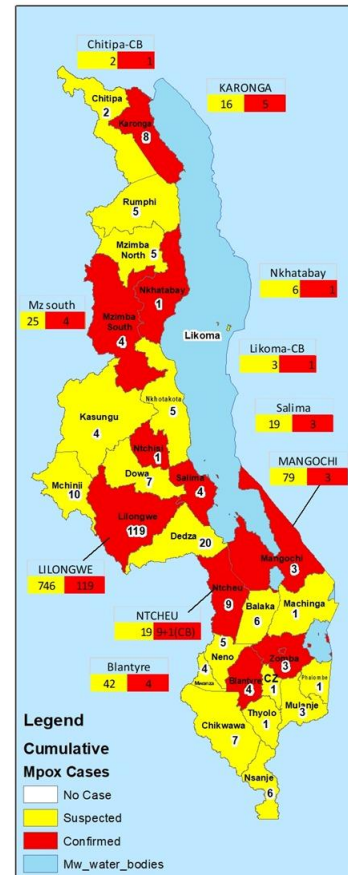 Chitipa-CB
2 1
KARONGA
16 5
Chitipa
2
Karonga
8
Rumphi
5
Mzimba
North
5
Nkhatabay
1
Nkhatabay
6 1
Mz south
25 4
Mzimba
South
4
Likoma
Likoma-CB
3 1
Nkhotakota
5
Salima
19 3
Kasungu
4
Ntchisi
1
MANGOCHI
79 3
Dowa
7
Mchinji
10
Salima
4
Lilongwe
119
Dedza
20
Mangochi
3
LILONGWE
746 119
Ntcheu
9
NTCHEU
19 9+1(CB)
Balaka
6
Machinga
1
5
Neno
4
Mwanza
Zomba
3
Blantyre
42 4
Blantyre
4
CZ
1
Phalombe
1
Thyolo
1
Mulanje
3
Chikwawa
7
Nsanje
6
Legend
Cumulative
Mpox Cases
No Case
Suspected
Confirmed
Mw_water_bodies